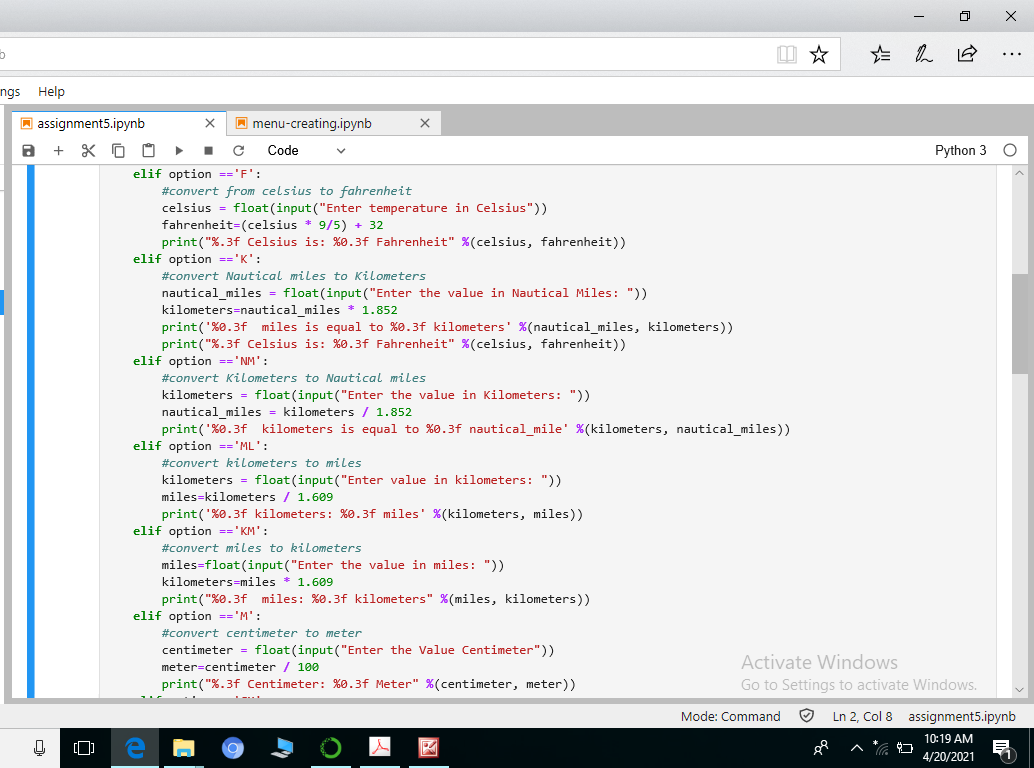 b
ngs Help
assignment5.ipynb menu-creating.ipynb
Code Python 3
elif option =='F':
#convert from celsius to fahrenheit
celsius = float(input("Enter temperature in Celsius"))
fahrenheit=(celsius * 9/5) + 32
print("%.3f Celsius is: %0.3f Fahrenheit" %(celsius, fahrenheit))
elif option =='K':
#convert Nautical miles to Kilometers
nautical_miles = float(input("Enter the value in Nautical Miles: "))
kilometers=nautical_miles * 1.852
print('%0.3f  miles is equal to %0.3f kilometers' %(nautical_miles, kilometers))
print("%.3f Celsius is: %0.3f Fahrenheit" %(celsius, fahrenheit))
elif option =='NM':
#convert Kilometers to Nautical miles
kilometers = float(input("Enter the value in Kilometers: "))
nautical_miles = kilometers / 1.852
print('%0.3f  kilometers is equal to %0.3f nautical_mile' %(kilometers, nautical_miles))
elif option =='ML':
#convert kilometers to miles
kilometers = float(input("Enter value in kilometers: "))
miles=kilometers / 1.609
print('%0.3f kilometers: %0.3f miles' %(kilometers, miles))
elif option =='KM':
#convert miles to kilometers
miles=float(input("Enter the value in miles: "))
kilometers=miles * 1.609
print("%0.3f  miles: %0.3f kilometers" %(miles, kilometers))
elif option =='M':
#convert centimeter to meter
centimeter = float(input("Enter the Value Centimeter"))
meter=centimeter / 100
print("%.3f Centimeter: %0.3f Meter" %(centimeter, meter))
Activate Windows
Go to Settings to activate Windows.
Mode: Command Ln 2, Col 8 assignment5.ipynb
10:19 AM
4/20/2021
1